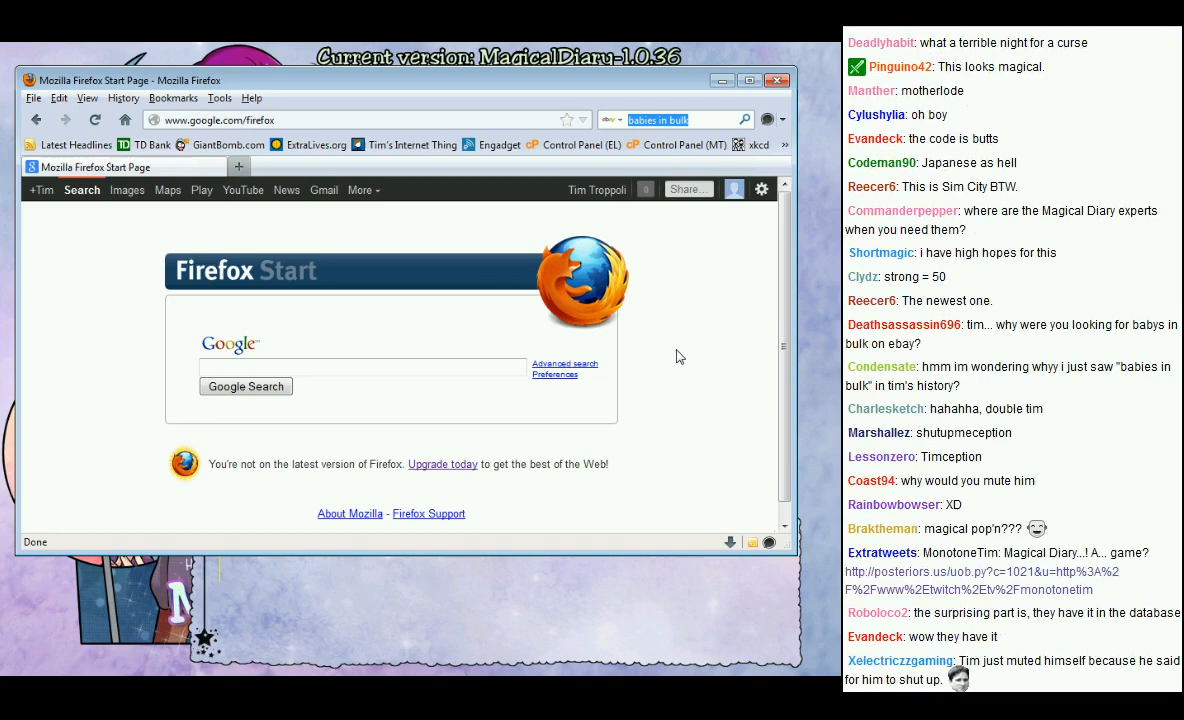 Current version: MagicalDiary-1.0.36
Mozilla Firefox Start Page - Mozilla Firefox
File Edit View History Bookmarks Tools Help
www.google.com/firefox
ebay
babies in bulk
Latest Headlines TD Bank GiantBomb.com ExtraLives.org Tim's Internet Thing Engadget cP Control Panel (EL) cP Control Panel (MT) xkcd »
Mozilla Firefox Start Page +
+Tim Search Images Maps Play YouTube News Gmail More Tim Troppoli 0 Share...
Firefox Start
Google™
Advanced search
Preferences
Google Search
You're not on the latest version of Firefox. Upgrade today to get the best of the Web!
About Mozilla - Firefox Support
Done
Deadlyhabit: what a terrible night for a curse
Pinguino42: This looks magical.
Manther: motherlode
Cylushylia: oh boy
Evandeck: the code is butts
Codeman90: Japanese as hell
Reecer6: This is Sim City BTW.
Commanderpepper: where are the Magical Diary experts
when you need them?
Shortmagic: i have high hopes for this
Clydz: strong = 50
Reecer6: The newest one.
Deathsassassin696: tim... why were you looking for babys in
bulk on ebay?
Condensate: hmm im wondering whyy i just saw "babies in
bulk" in tim's history?
Charlesketch: hahahha, double tim
Marshallez: shutupmeception
Lessonzero: Timception
Coast94: why would you mute him
Rainbowbowser: XD
Braktheman: magical pop'n???
Extratweets: MonotoneTim: Magical Diary...! A... game?
http://posteriors.us/uob.py?c=1021&u=http%3A%2
F%2Fwww%2Etwitch%2Etv%2Fmonotonetim
Roboloco2: the surprising part is, they have it in the database
Evandeck: wow they have it
Xelectriczzgaming: Tim just muted himself because he said
for him to shut up.